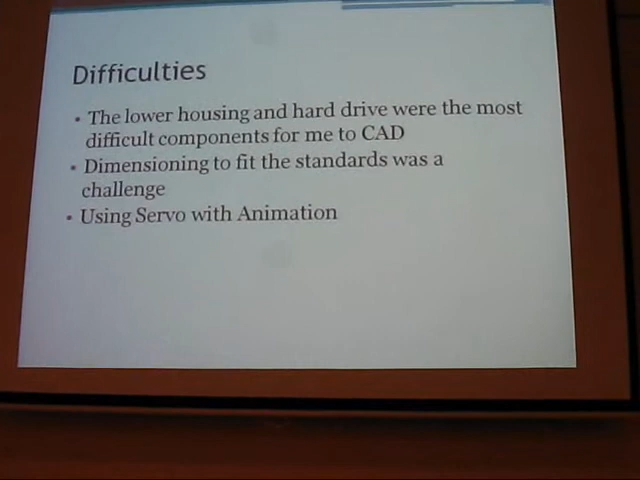 Difficulties
• The lower housing and hard drive were the most
difficult components for me to CAD
• Dimensioning to fit the standards was a
challenge
• Using Servo with Animation